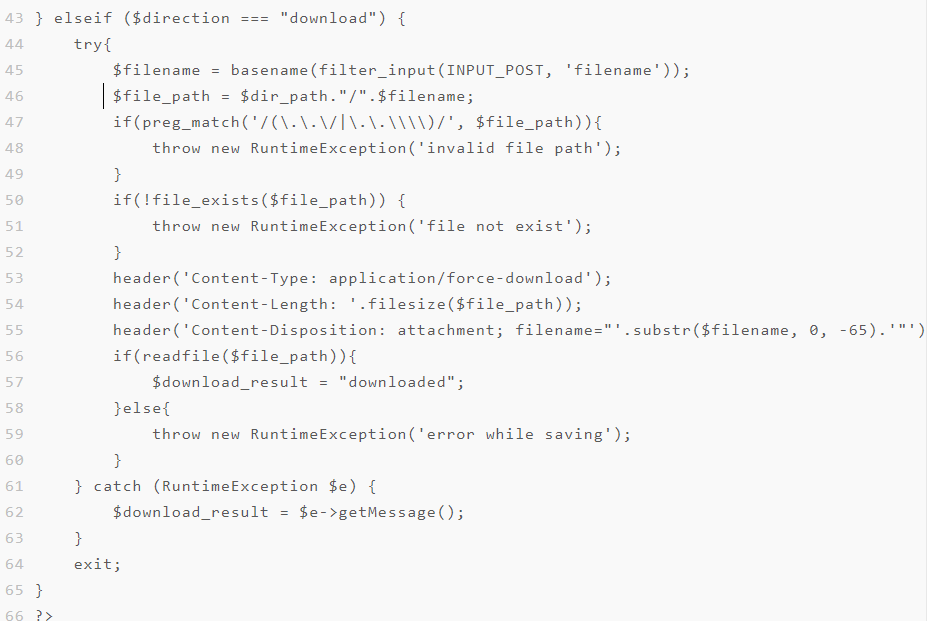 43 } elseif ($direction === "download") {
44     try{
45         $filename = basename(filter_input(INPUT_POST, 'filename'));
46         $file_path = $dir_path."/".$filename;
47         if(preg_match('/(\.\.\/|\.\.\\\\)/', $file_path)){
48             throw new RuntimeException('invalid file path');
49         }
50         if(!file_exists($file_path)) {
51             throw new RuntimeException('file not exist');
52         }
53         header('Content-Type: application/force-download');
54         header('Content-Length: '.filesize($file_path));
55         header('Content-Disposition: attachment; filename="'.substr($filename, 0, -65).'"')
56         if(readfile($file_path)){
57             $download_result = "downloaded";
58         }else{
59             throw new RuntimeException('error while saving');
60         }
61     } catch (RuntimeException $e) {
62         $download_result = $e->getMessage();
63     }
64     exit;
65 }
66 ?>